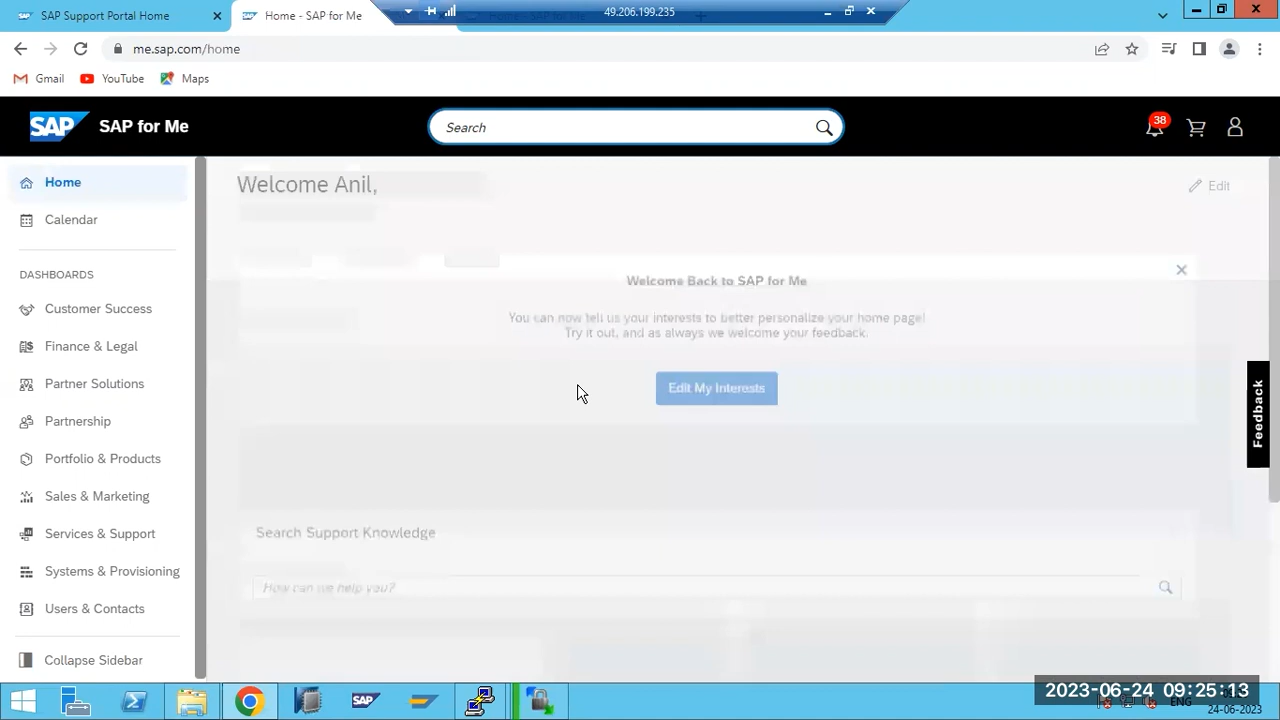 SAP Support Portal Home
Home - SAP for Me
49.206.199.235
me.sap.com/home
Gmail
YouTube
Maps
SAP
SAP for Me
Search
38
Home
Welcome Anil,
Edit
Calendar
DASHBOARDS
Welcome Back to SAP for Me
Customer Success
You can now tell us your interests to better personalize your home page!
Try it out, and as always we welcome your feedback.
Finance & Legal
Partner Solutions
Edit My Interests
Feedback
Partnership
Portfolio & Products
Sales & Marketing
Services & Support
Search Support Knowledge
Systems & Provisioning
How can we help you?
Users & Contacts
Collapse Sidebar
SAP
2023-06-24 09:25:13
ENG
24-06-2023